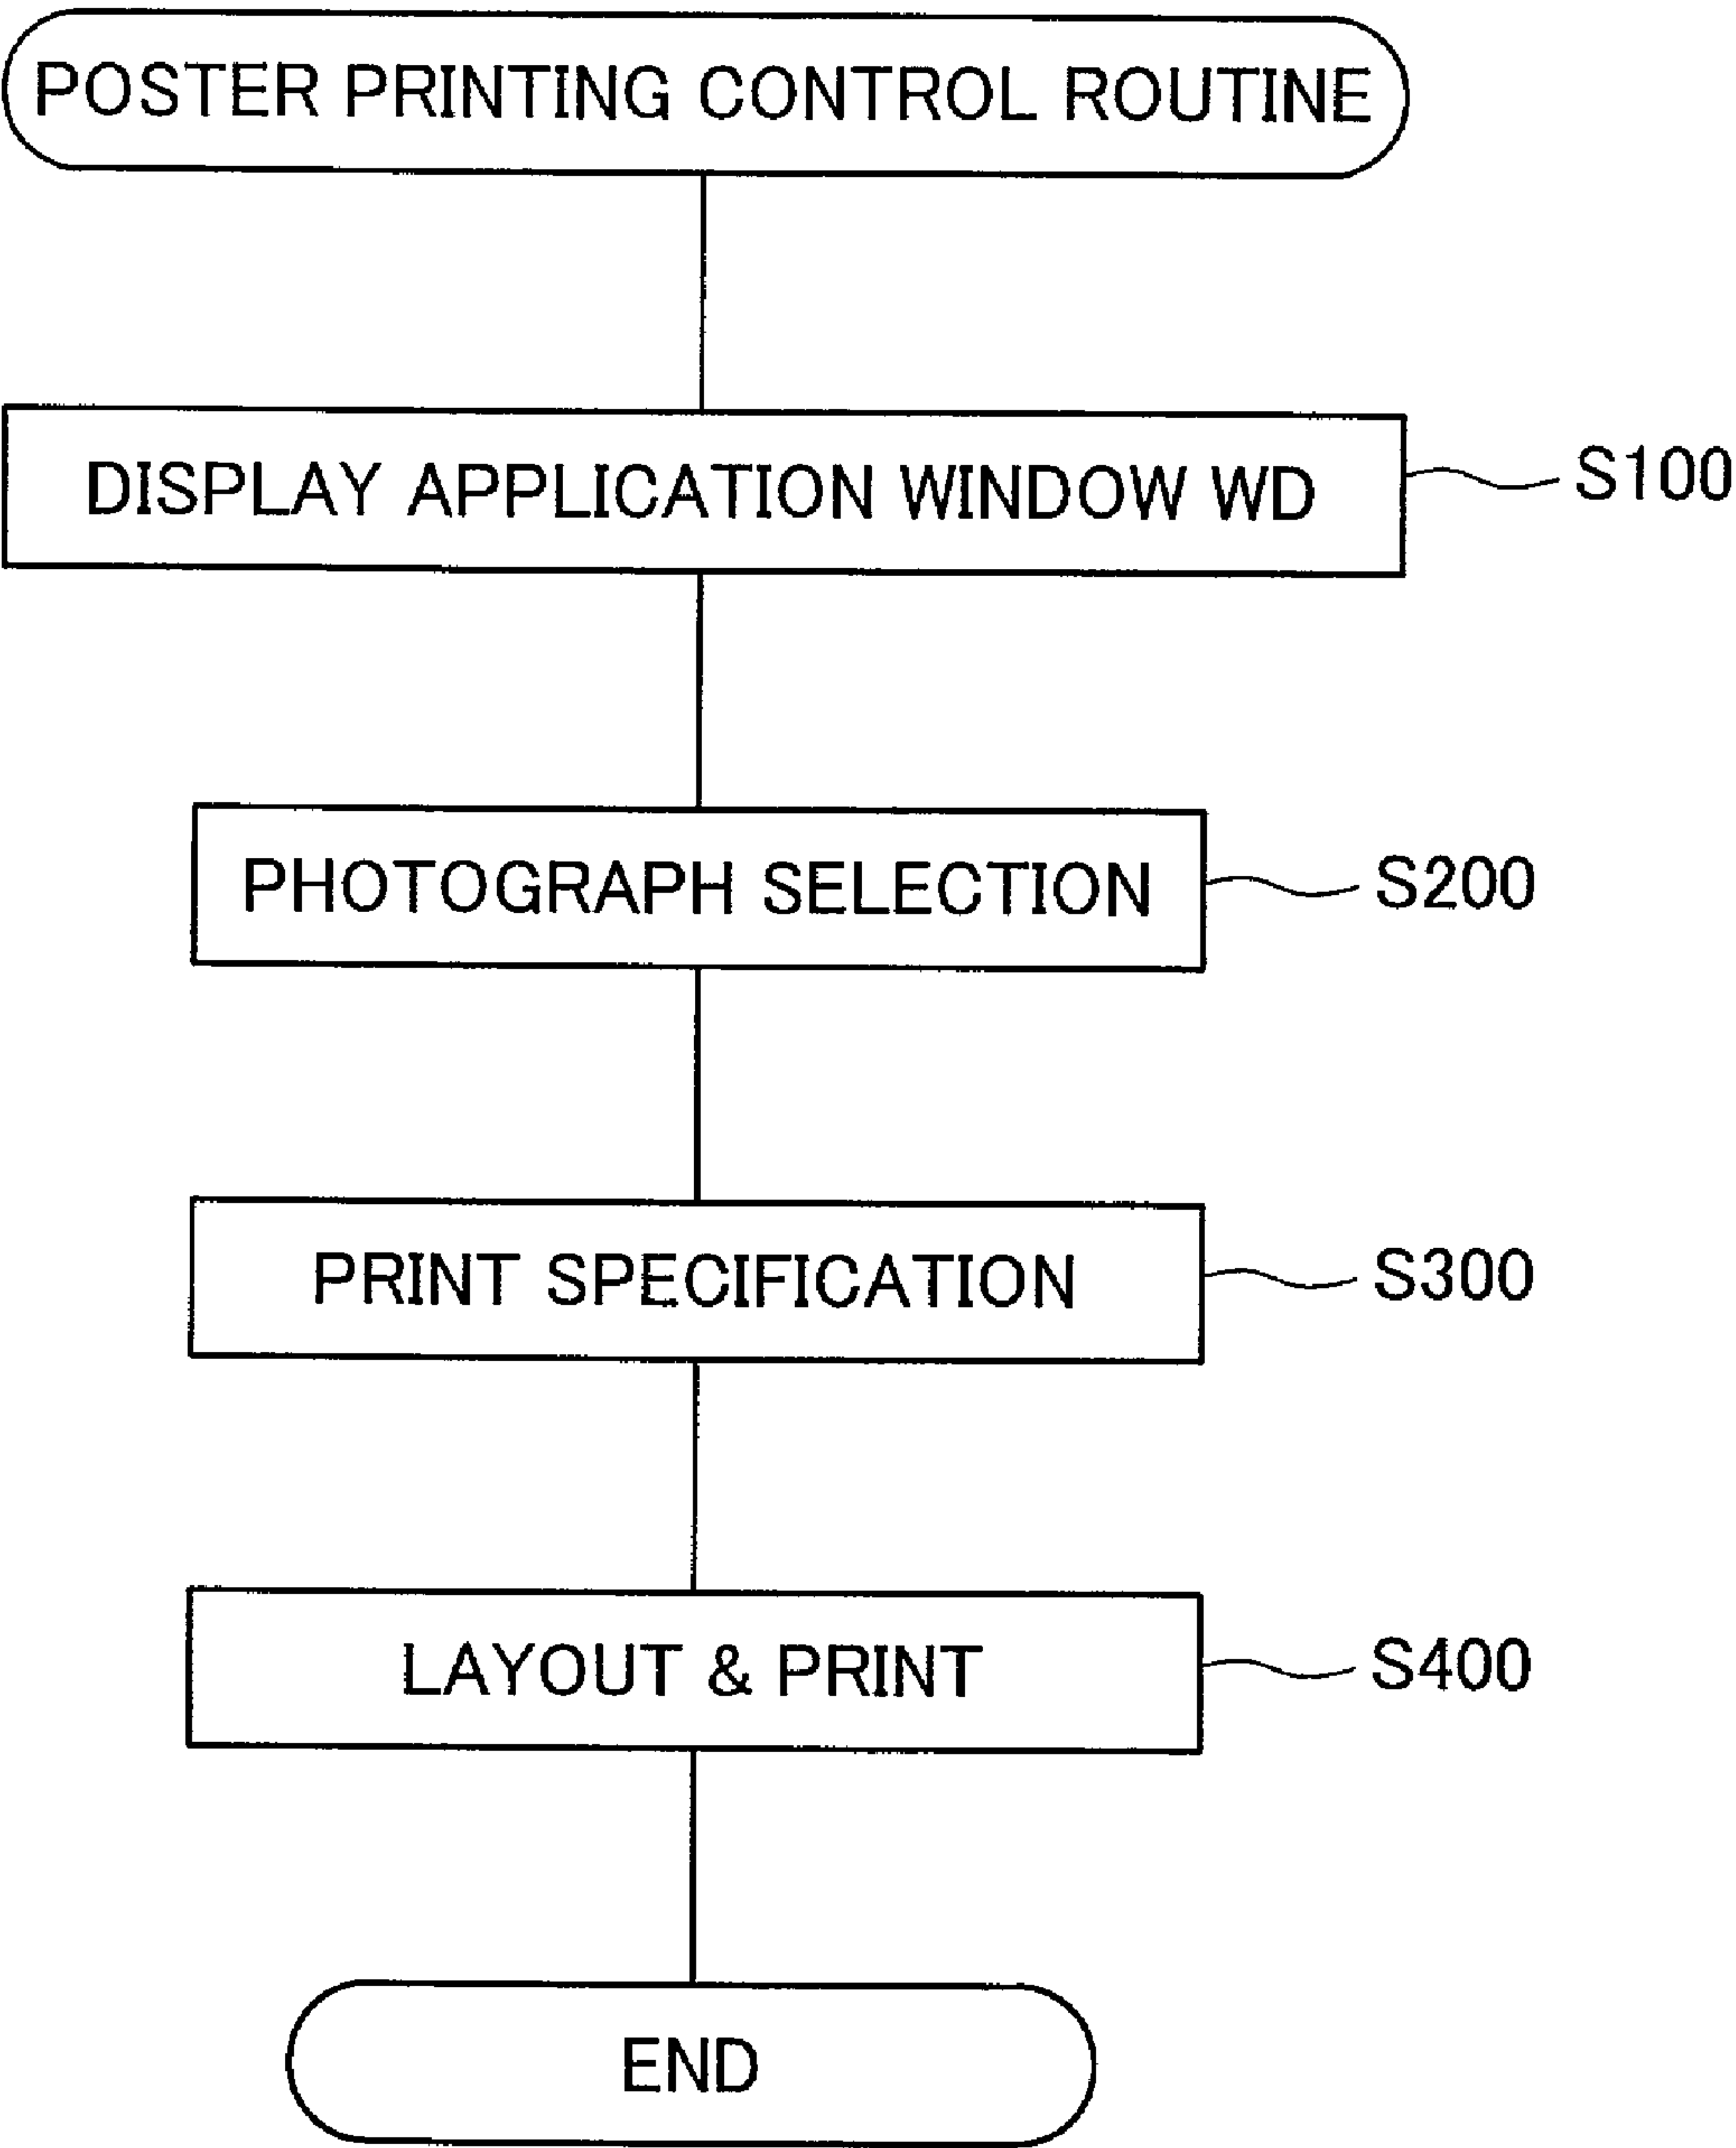 POSTER PRINTING CONTROL ROUTINE
DISPLAY APPLICATION WINDOW WD
S100
PHOTOGRAPH SELECTION
S200
PRINT SPECIFICATION
S300
LAYOUT & PRINT
S400
END